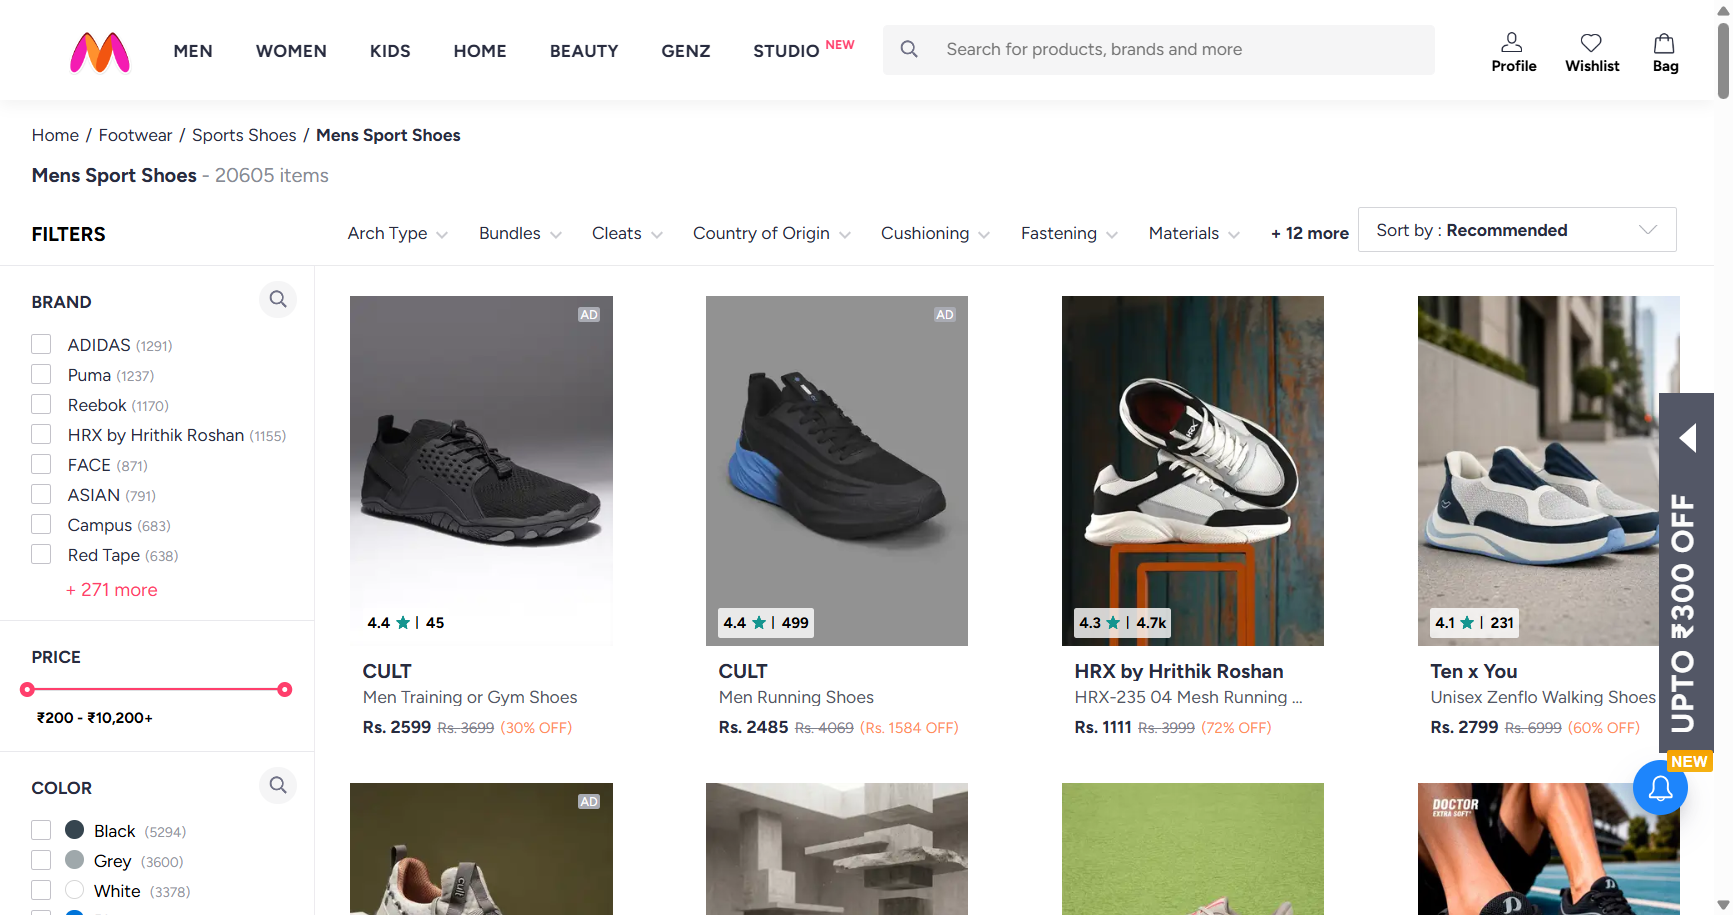 MEN WOMEN KIDS HOME BEAUTY GENZ STUDIO NEW
Search for products, brands and more
Profile Wishlist Bag
Home / Footwear / Sports Shoes / Mens Sport Shoes
Mens Sport Shoes - 20605 items
FILTERS
Arch Type Bundles Cleats Country of Origin Cushioning Fastening Materials + 12 more
Sort by : Recommended
BRAND
ADIDAS (1291)
Puma (1237)
Reebok (1170)
HRX by Hrithik Roshan (1155)
FACE (871)
ASIAN (791)
Campus (683)
Red Tape (638)
+ 271 more
PRICE
₹200 - ₹10,200+
COLOR
Black (5294)
Grey (3600)
White (3378)
AD
4.4 | 45
CULT
Men Training or Gym Shoes
Rs. 2599 Rs. 3699 (30% OFF)
AD
4.4 | 499
CULT
Men Running Shoes
Rs. 2485 Rs. 4069 (Rs. 1584 OFF)
HRX
4.3 | 4.7k
HRX by Hrithik Roshan
HRX-235 04 Mesh Running ...
Rs. 1111 Rs. 3999 (72% OFF)
4.1 | 231
Ten x You
Unisex Zenflo Walking Shoes
Rs. 2799 Rs. 6999 (60% OFF)
AD
cult
DOCTOR
EXTRA SOFT
UPTO ₹300 OFF
NEW